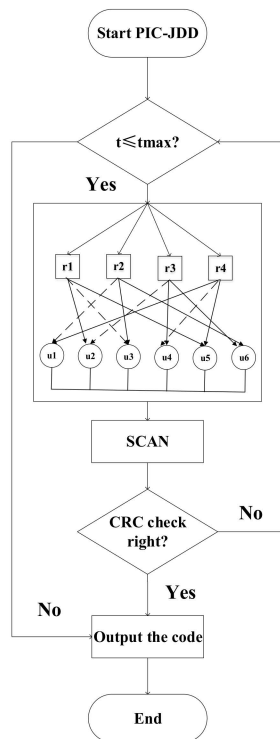 Start PIC-JDD
t≤tmax?
Yes
r1 r2 r3 r4
u1 u2 u3 u4 u5 u6
SCAN
CRC check
right?
No
Yes
No
Output the code
End